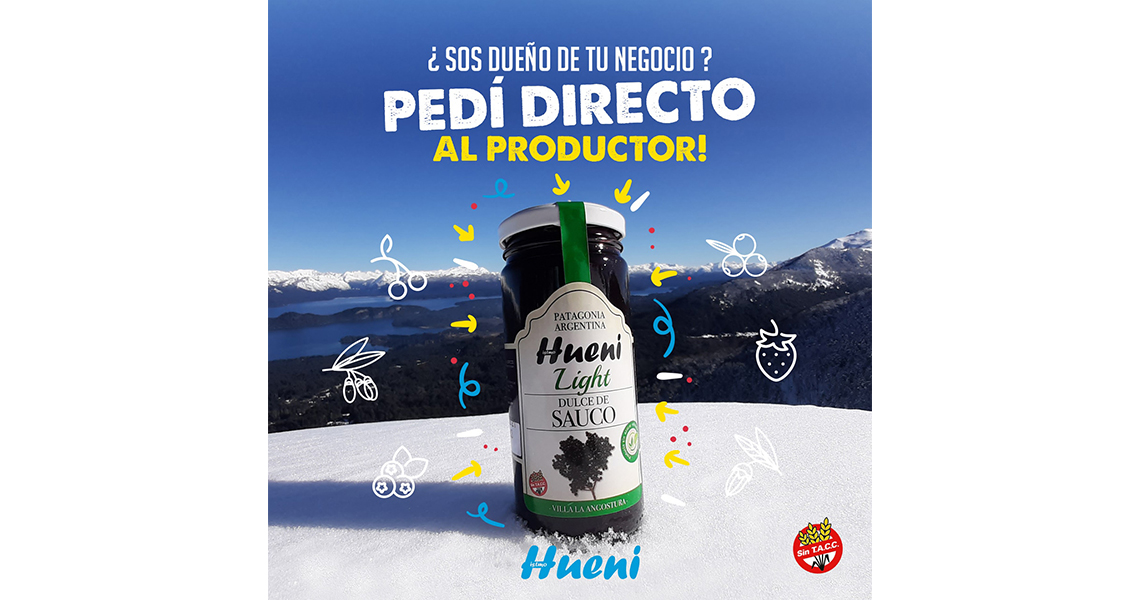 ¿ SOS DUEÑO DE TU NEGOCIO ?
PEDÍ DIRECTO
AL PRODUCTOR!
PATAGONIA
ARGENTINA
Hueni
Light
DULCE DE
SAUCO
Sin T.A.C.C.
· VILLA LA ANGOSTURA ·
Hueni
Sin T.A.C.C.